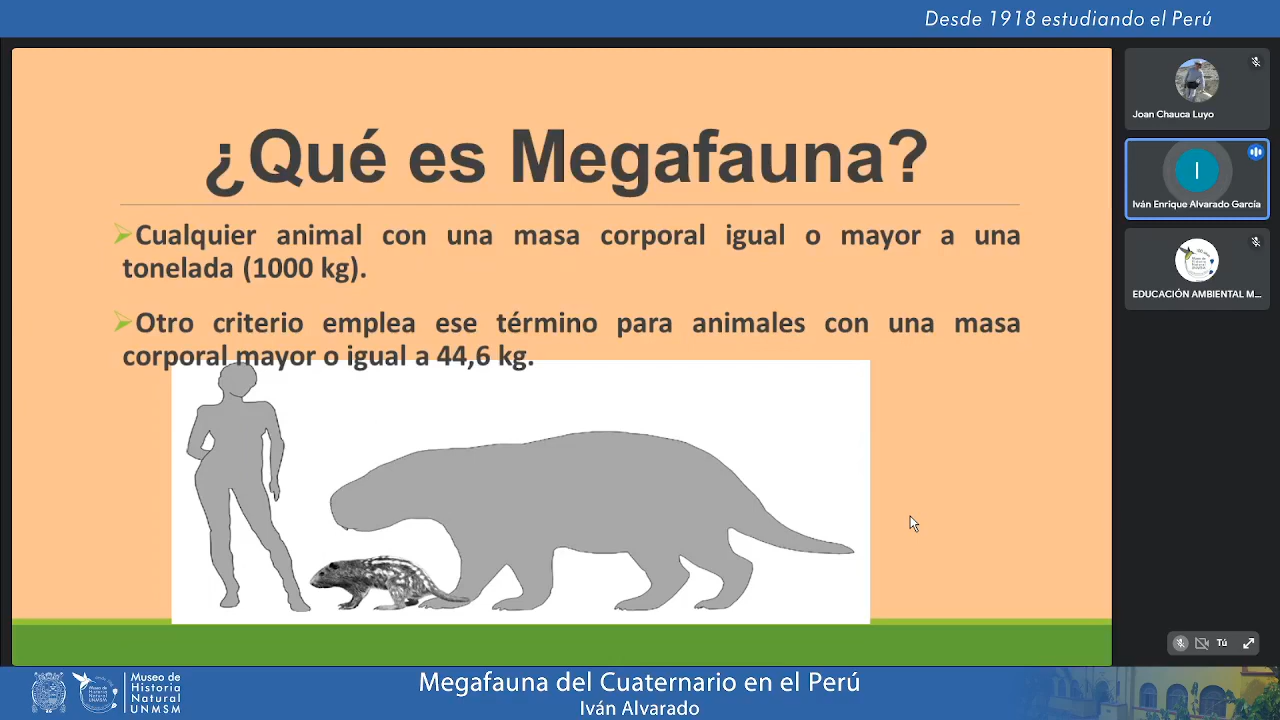 Desde 1918 estudiando el Perú
¿Qué es Megafauna?
Cualquier animal con una masa corporal igual o mayor a una
tonelada (1000 kg).
Otro criterio emplea ese término para animales con una masa
corporal mayor o igual a 44,6 kg.
Joan Chauca Luyo
I
Iván Enrique Alvarado García
EDUCACIÓN AMBIENTAL M...
Tú
Museo de
Historia
Natural
UNMSM
Megafauna del Cuaternario en el Perú
Iván Alvarado